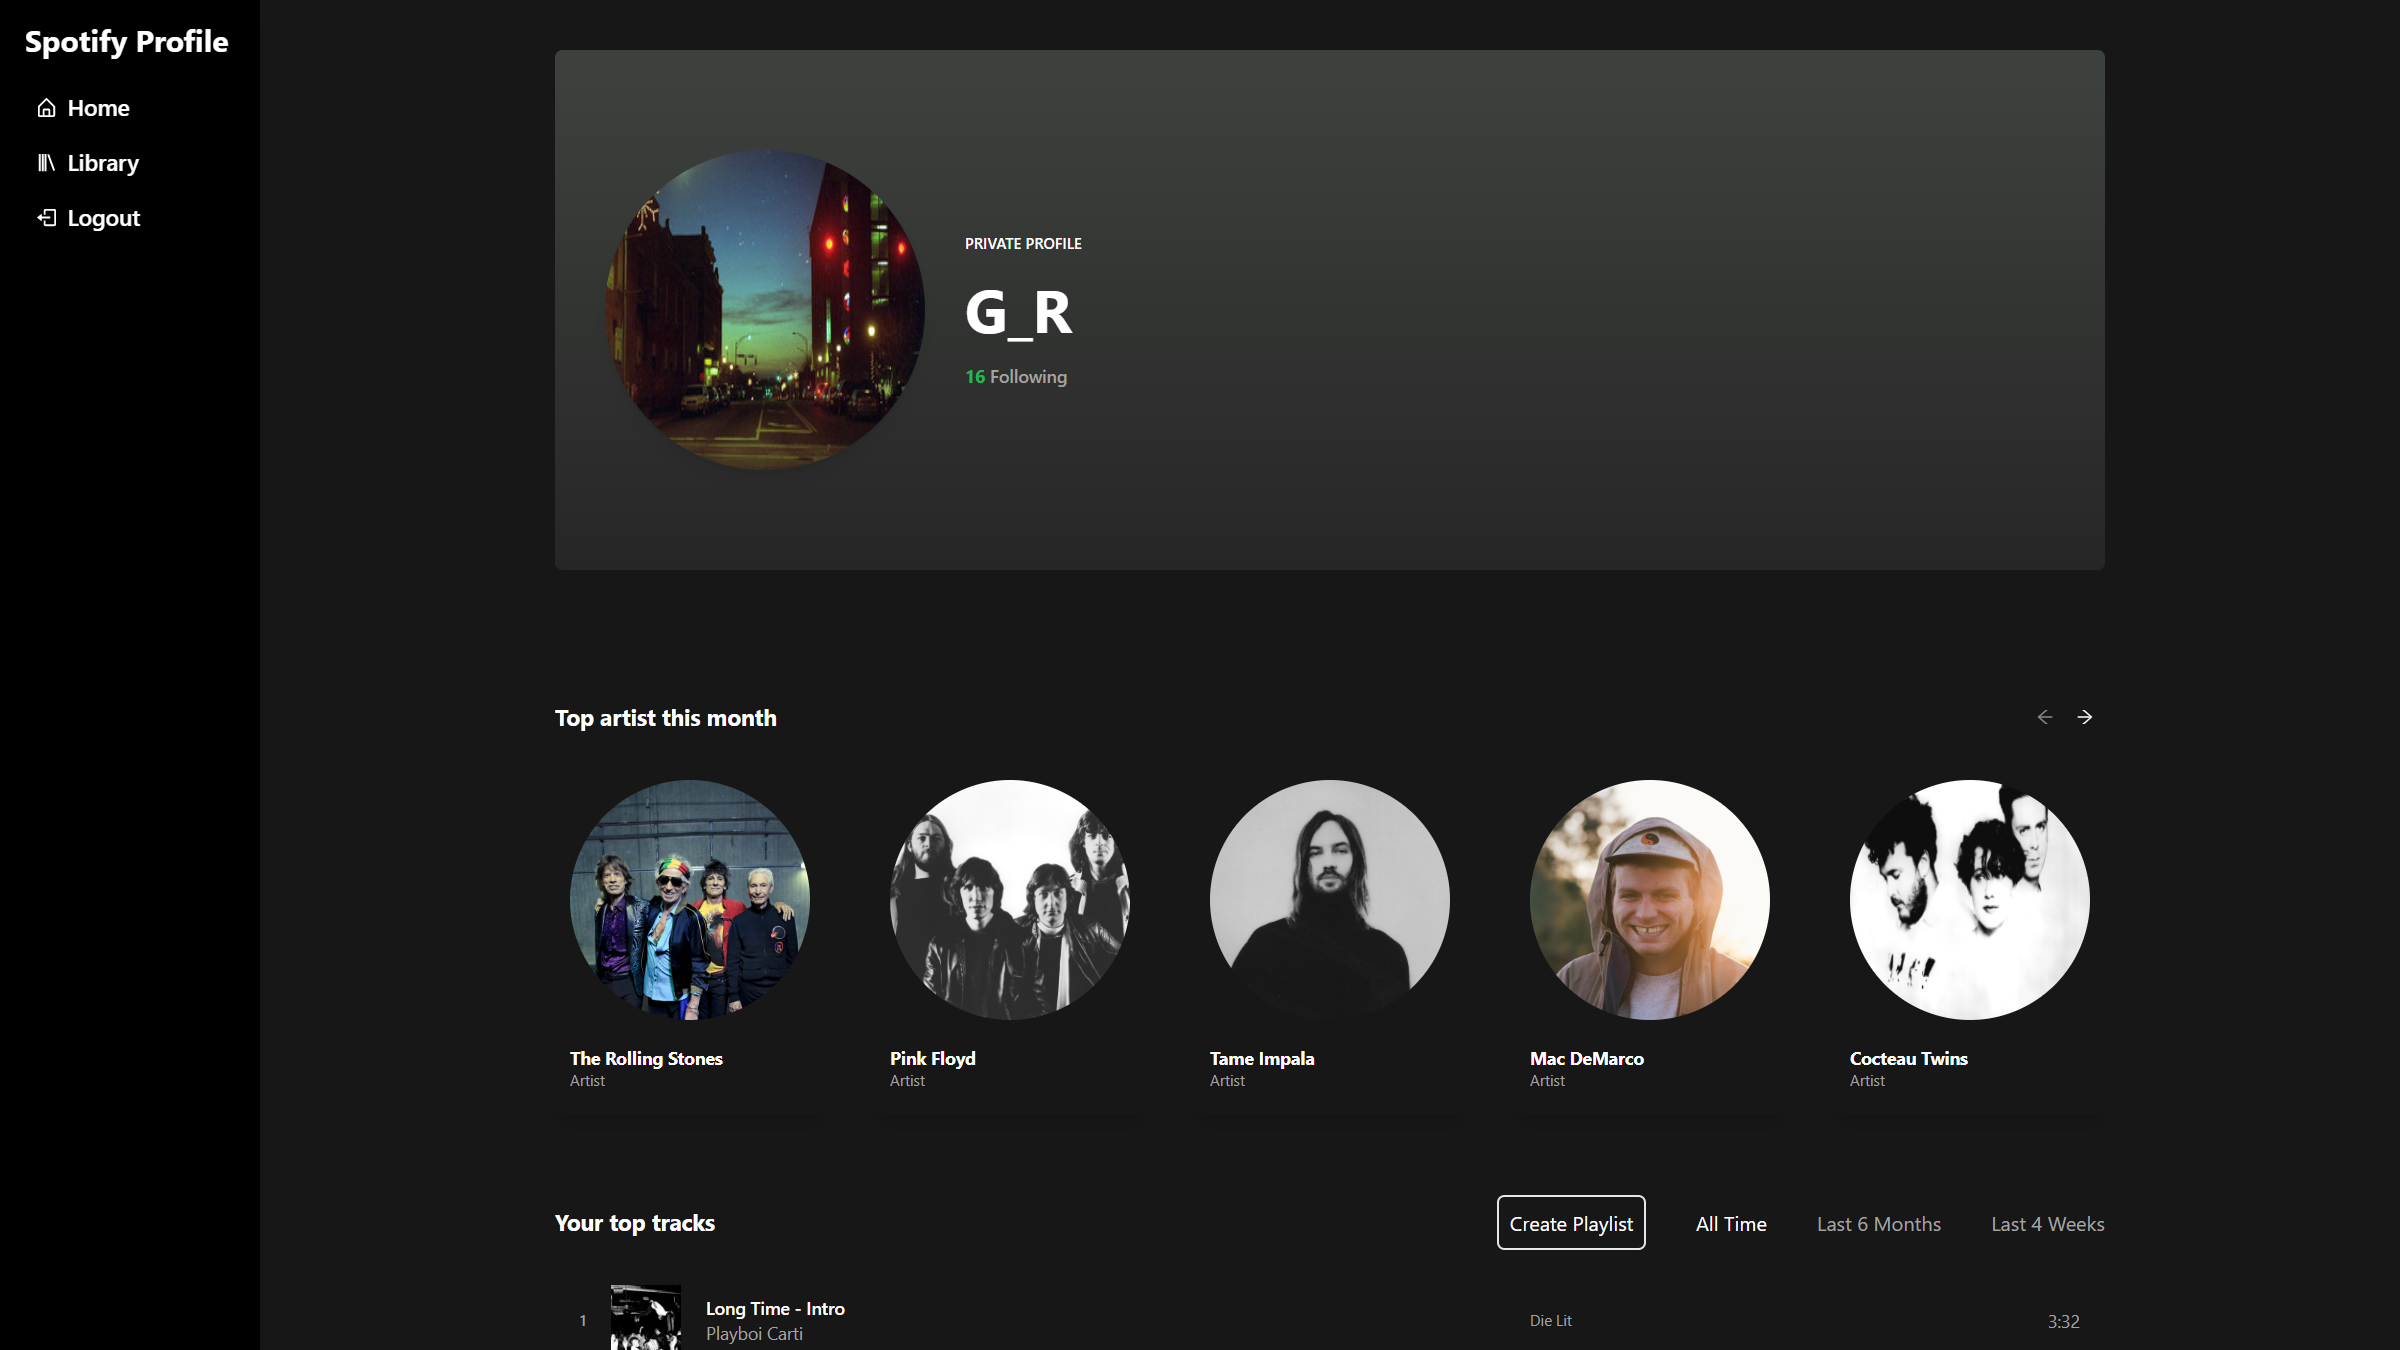 Spotify Profile
Home
Library
Logout
PRIVATE PROFILE
G_R
16 Following
Top artist this month
The Rolling Stones
Artist
Pink Floyd
Artist
Tame Impala
Artist
Mac DeMarco
Artist
Cocteau Twins
Artist
Your top tracks
Create Playlist
All Time
Last 6 Months
Last 4 Weeks
1
Long Time - Intro
Playboi Carti
Die Lit
3:32